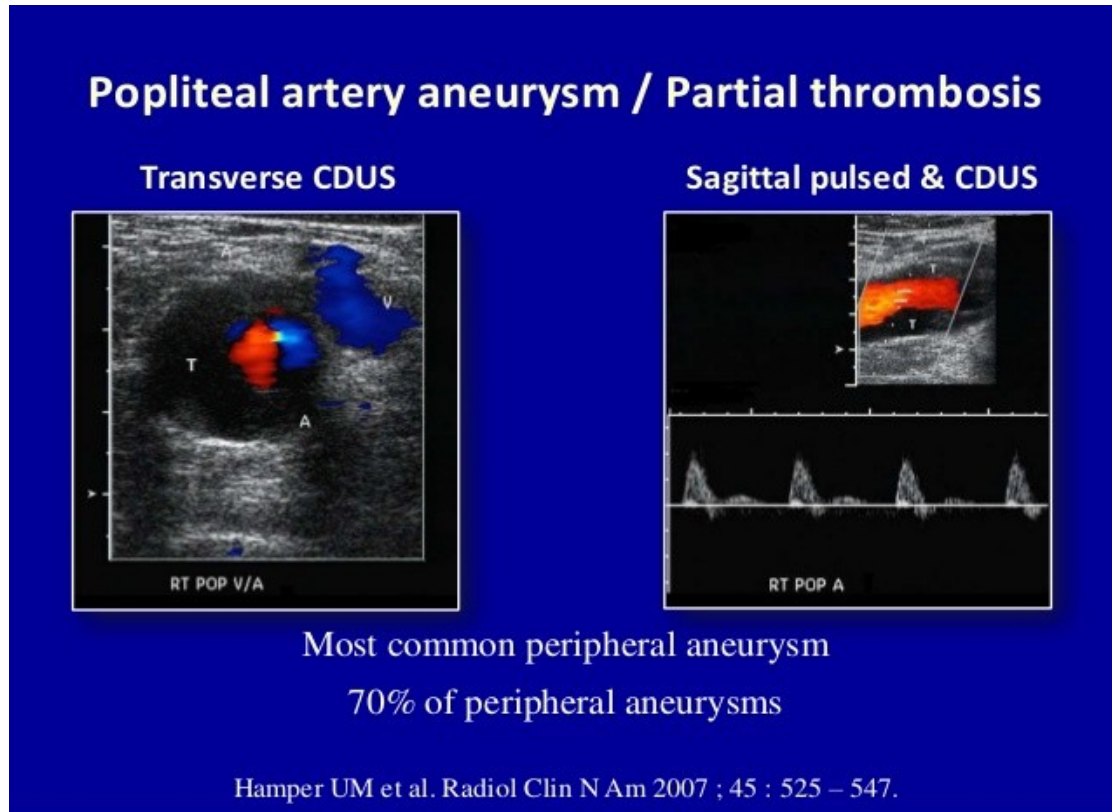 Popliteal artery aneurysm / Partial thrombosis
Transverse CDUS
Sagittal pulsed & CDUS
A
V
T
A
RT POP V/A
T
T
RT POP A
Most common peripheral aneurysm
70% of peripheral aneurysms
Hamper UM et al. Radiol Clin N Am 2007 ; 45 : 525 – 547.